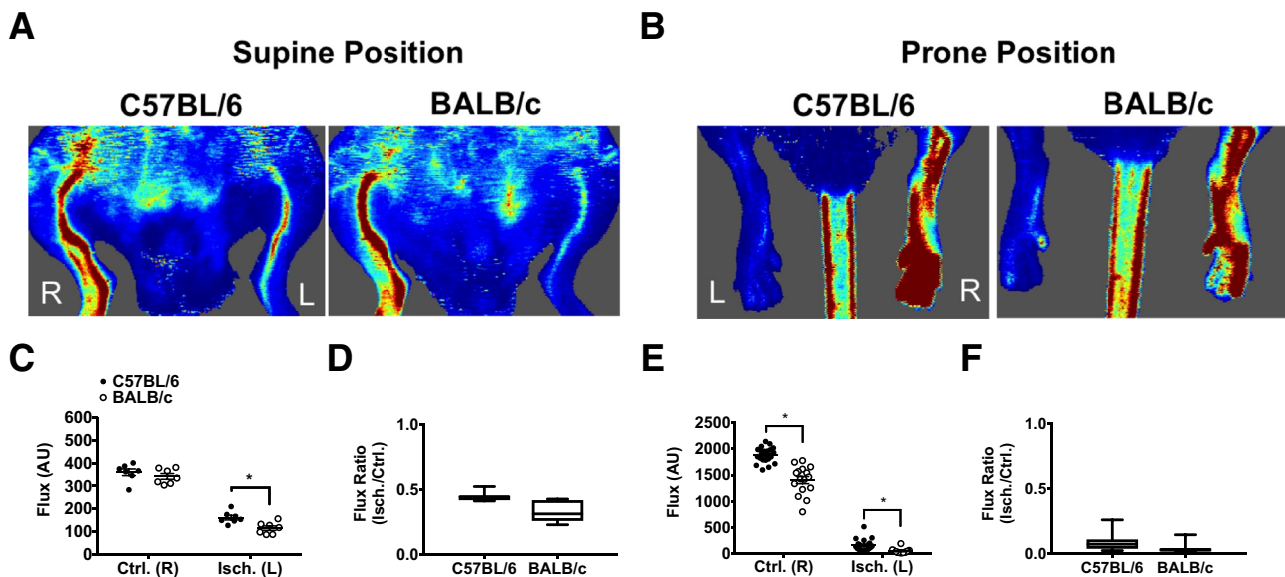 A
Supine Position
C57BL/6 BALB/c
R L
B
Prone Position
C57BL/6 BALB/c
L R
C
C57BL/6
BALB/c
Flux (AU)
600
500
400
300
200
100
0
Ctrl. (R) Isch. (L)
*
D
Flux Ratio
(Isch./Ctrl.)
1.0
0.5
0.0
C57BL/6 BALB/c
E
Flux (AU)
2500
2000
1500
1000
500
0
* *
Ctrl. (R) Isch. (L)
F
Flux Ratio
(Isch./Ctrl.)
1.0
0.5
0.0
C57BL/6 BALB/c